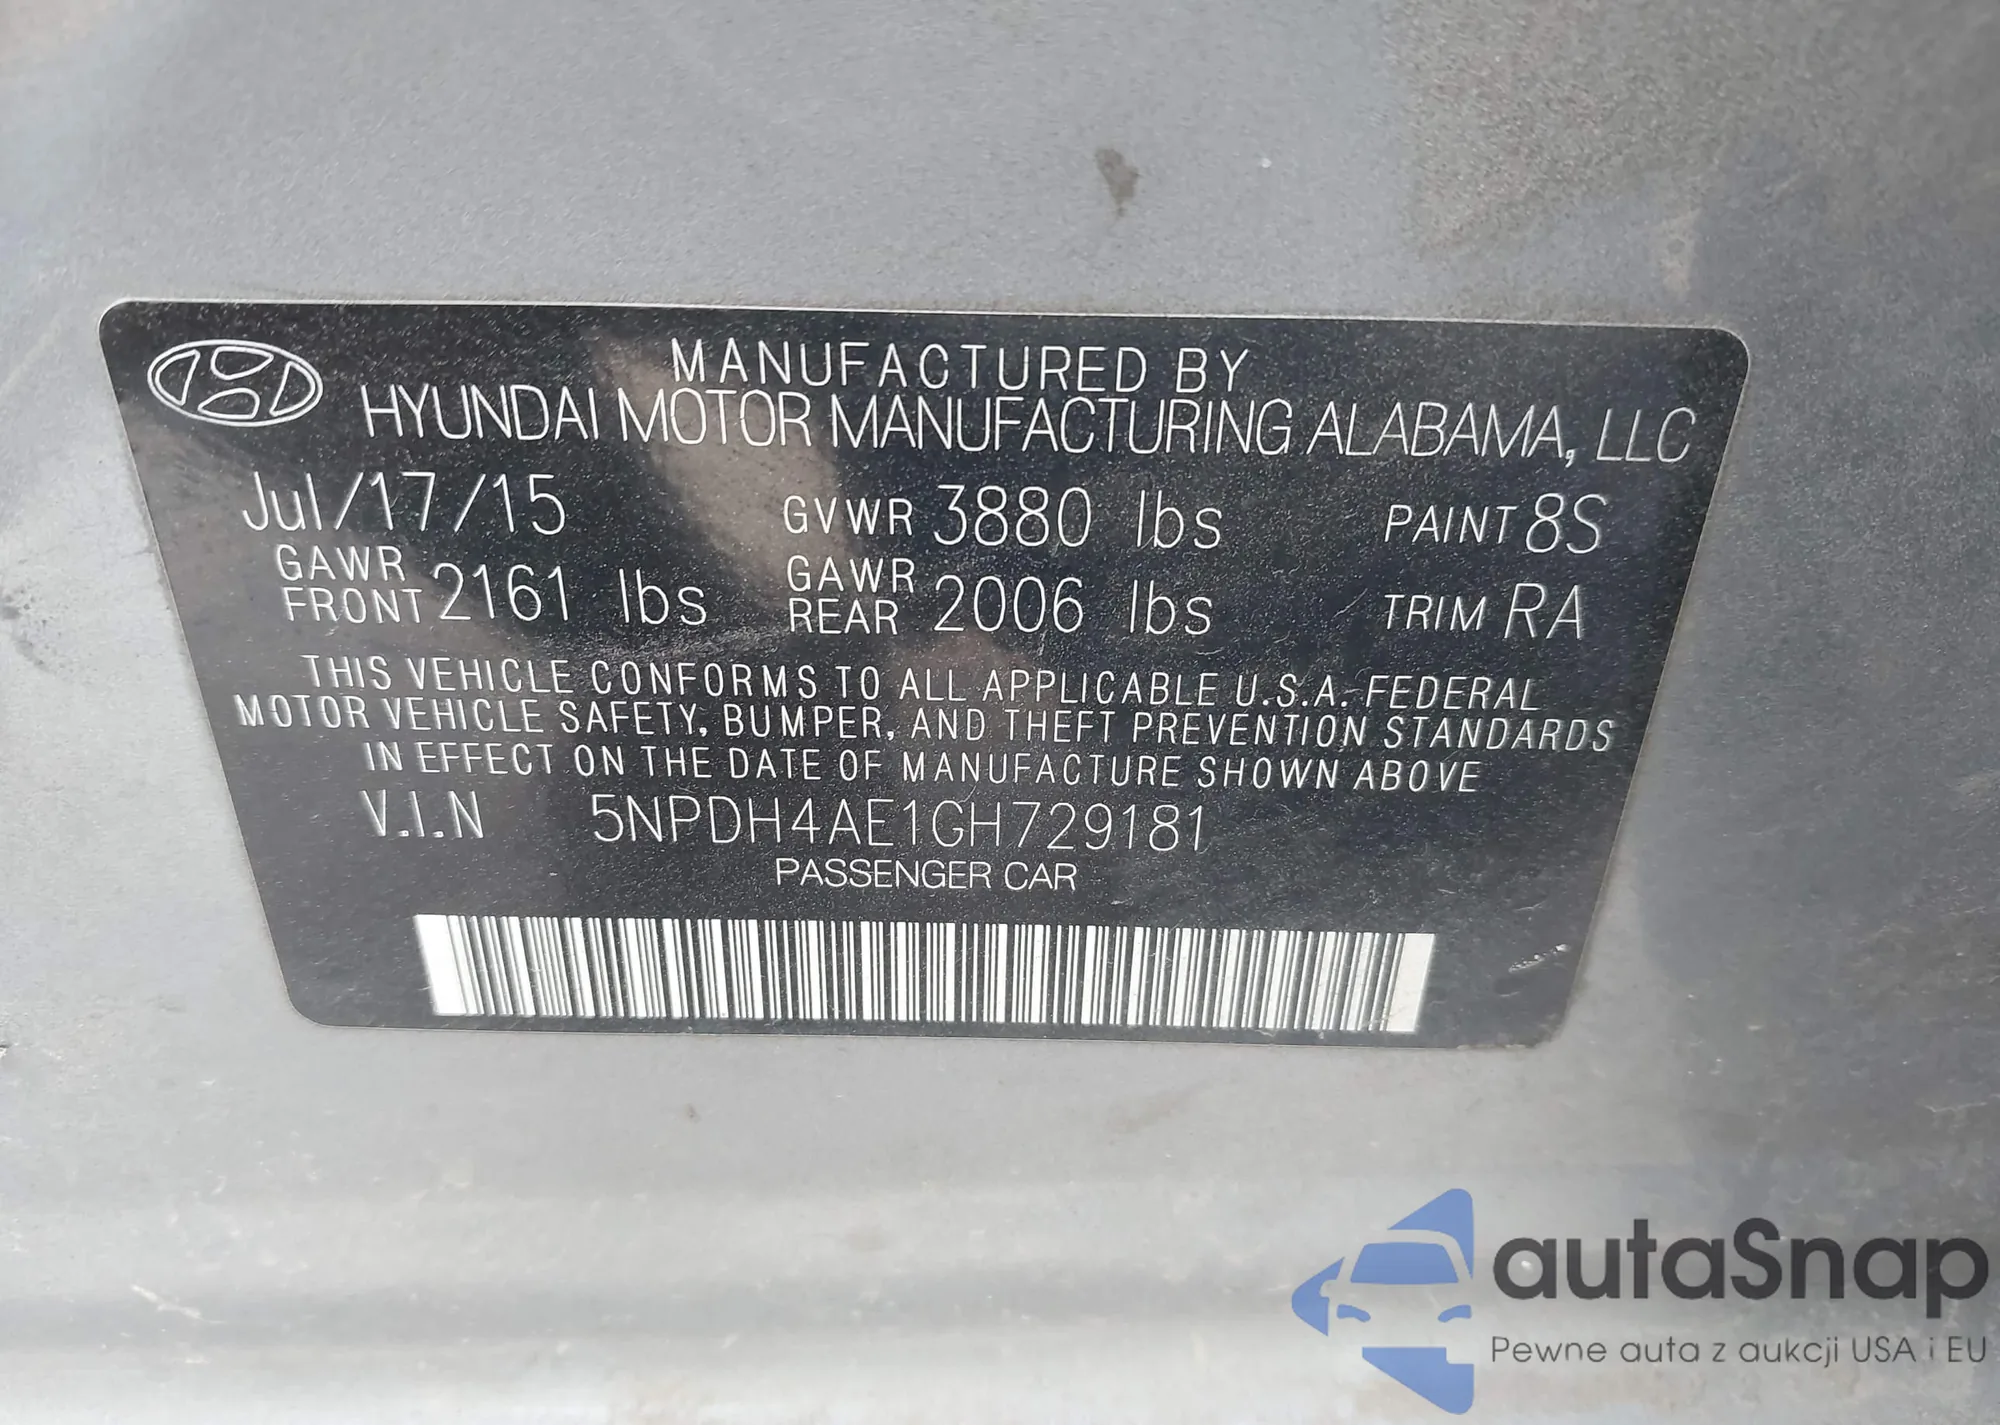 MANUFACTURED BY
HYUNDAI MOTOR MANUFACTURING ALABAMA, LLC
Jul/17/15 GVWR 3880 lbs PAINT 8S
GAWR FRONT 2161 lbs GAWR REAR 2006 lbs TRIM RA
THIS VEHICLE CONFORMS TO ALL APPLICABLE U.S.A. FEDERAL
MOTOR VEHICLE SAFETY, BUMPER, AND THEFT PREVENTION STANDARDS
IN EFFECT ON THE DATE OF MANUFACTURE SHOWN ABOVE
V.I.N 5NPDH4AE1GH729181
PASSENGER CAR
autaSnap
Pewne auta z aukcji USA i EU